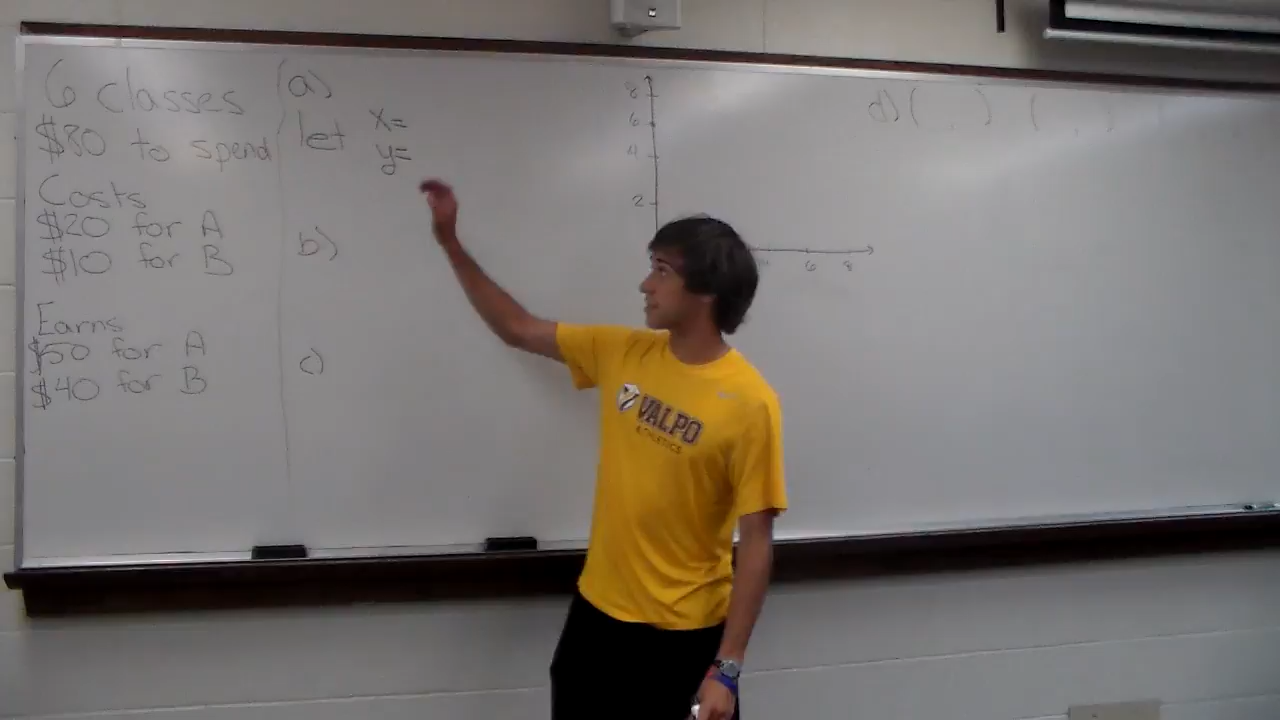 6 classes
$80 to spend
Costs
$20 for A
$10 for B
Earns
$50 for A
$40 for B
(a)
let x=
y=
b)
c)
8
6
4
2
6 8
d) ( , ) ( , )
VALPO
ATHLETICS